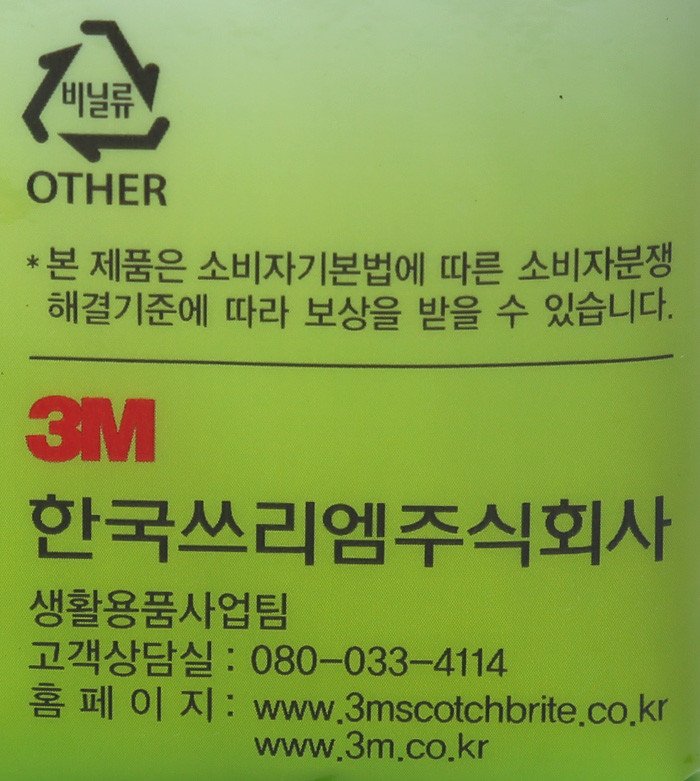 비닐류
OTHER
* 본 제품은 소비자기본법에 따른 소비자분쟁
해결기준에 따라 보상을 받을 수 있습니다.
3M
한국쓰리엠주식회사
생활용품사업팀
고객상담실 : 080-033-4114
홈 페 이 지 : www.3mscotchbrite.co.kr
www.3m.co.kr